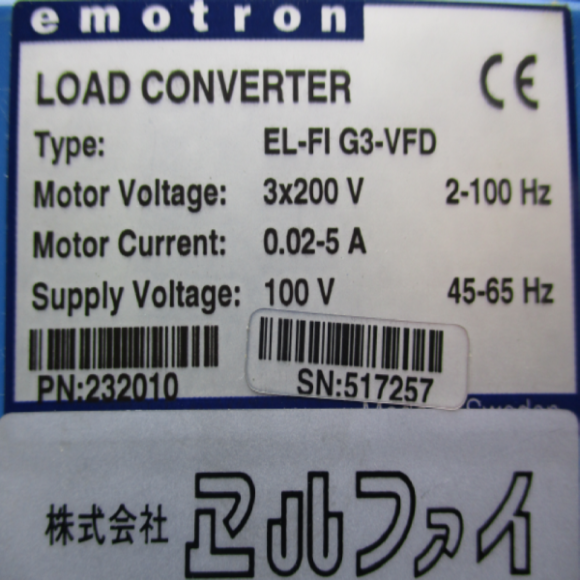 emotron
LOAD CONVERTER CE
Type: EL-FI G3-VFD
Motor Voltage: 3x200 V 2-100 Hz
Motor Current: 0.02-5 A
Supply Voltage: 100 V 45-65 Hz
PN:232010 SN:517257
Sweden
株式会社 エルファイ